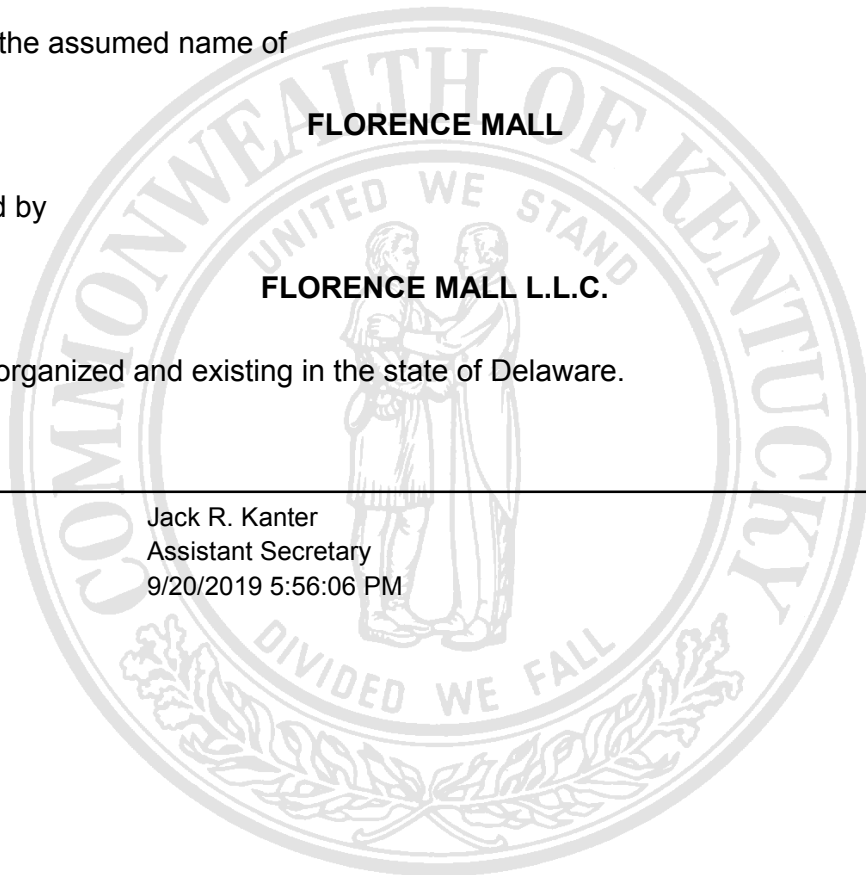 the assumed name of
FLORENCE MALL
d by
FLORENCE MALL L.L.C.
organized and existing in the state of Delaware.
Jack R. Kanter
Assistant Secretary
9/20/2019 5:56:06 PM
COMMONWEALTH OF KENTUCKY
UNITED WE STAND
DIVIDED WE FALL